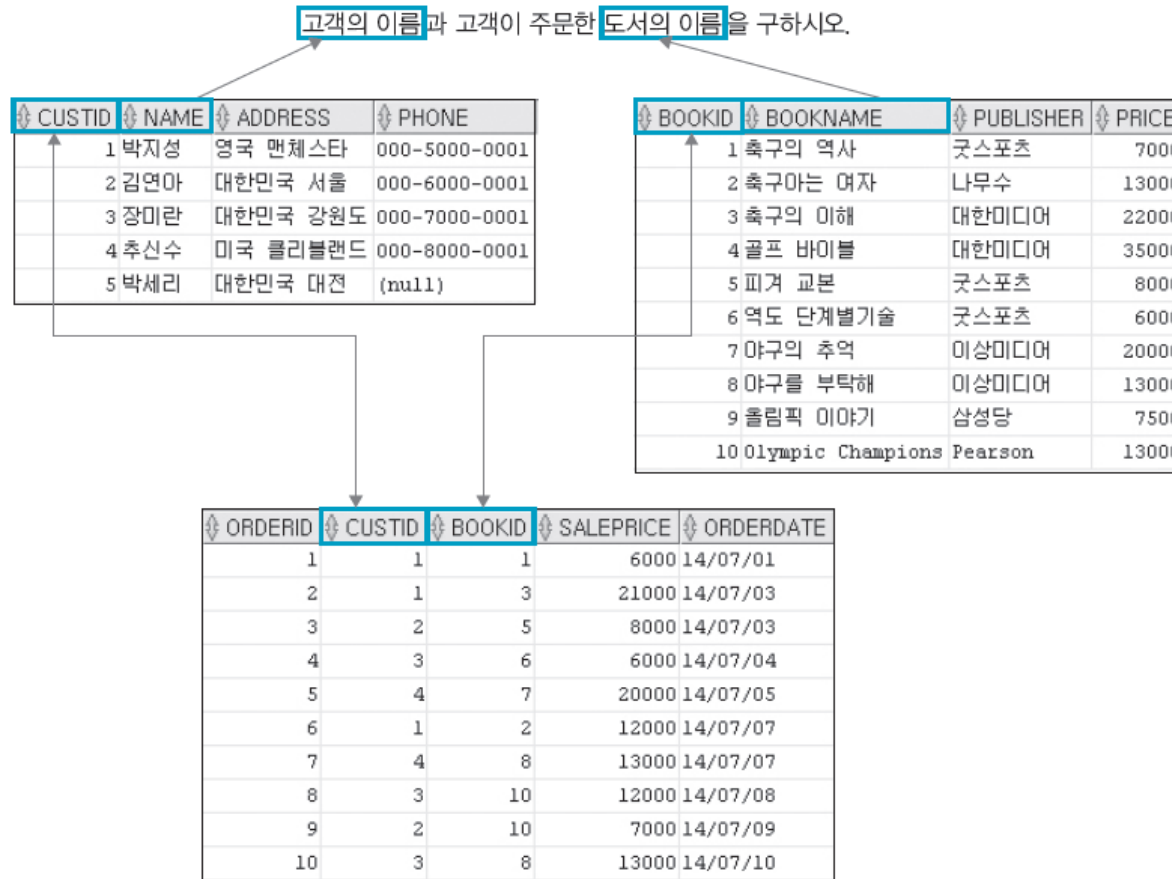 고객의 이름과 고객이 주문한 도서의 이름을 구하시오.
CUSTID NAME ADDRESS PHONE
1 박지성 영국 맨체스타 000-5000-0001
2 김연아 대한민국 서울 000-6000-0001
3 장미란 대한민국 강원도 000-7000-0001
4 추신수 미국 클리블랜드 000-8000-0001
5 박세리 대한민국 대전 (null)
BOOKID BOOKNAME PUBLISHER PRICE
1 축구의 역사 굿스포츠 7000
2 축구아는 여자 나무수 13000
3 축구의 이해 대한미디어 22000
4 골프 바이블 대한미디어 35000
5 피겨 교본 굿스포츠 8000
6 역도 단계별기술 굿스포츠 6000
7 야구의 추억 이상미디어 20000
8 야구를 부탁해 이상미디어 13000
9 올림픽 이야기 삼성당 7500
10 Olympic Champions Pearson 13000
ORDERID CUSTID BOOKID SALEPRICE ORDERDATE
1 1 1 6000 14/07/01
2 1 3 21000 14/07/03
3 2 5 8000 14/07/03
4 3 6 6000 14/07/04
5 4 7 20000 14/07/05
6 1 2 12000 14/07/07
7 4 8 13000 14/07/07
8 3 10 12000 14/07/08
9 2 10 7000 14/07/09
10 3 8 13000 14/07/10